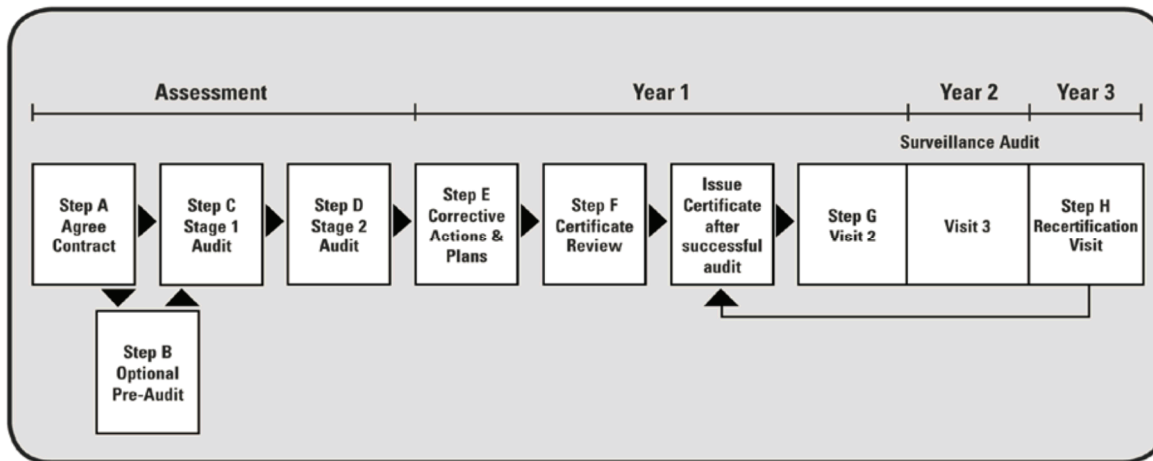 Assessment
Year 1
Year 2
Year 3
Surveillance Audit
Step A
Agree
Contract
Step C
Stage 1
Audit
Step D
Stage 2
Audit
Step E
Corrective
Actions &
Plans
Step F
Certificate
Review
Issue
Certificate
after
successful
audit
Step G
Visit 2
Visit 3
Step H
Recertification
Visit
Step B
Optional
Pre-Audit